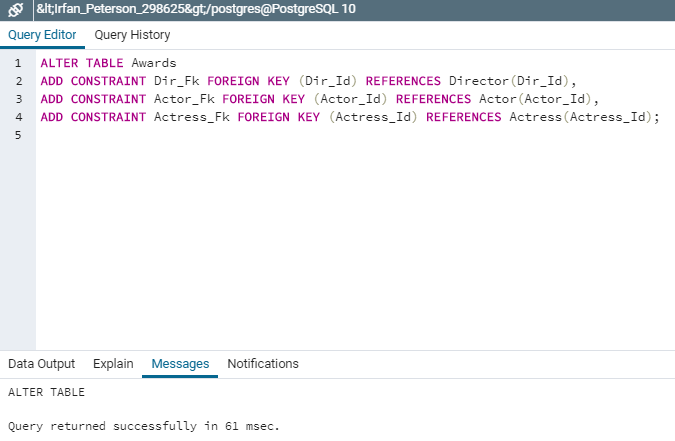 &lt;Irfan_Peterson_298625&gt;/postgres@PostgreSQL 10
Query Editor Query History
1 ALTER TABLE Awards
2 ADD CONSTRAINT Dir_Fk FOREIGN KEY (Dir_Id) REFERENCES Director(Dir_Id),
3 ADD CONSTRAINT Actor_Fk FOREIGN KEY (Actor_Id) REFERENCES Actor(Actor_Id),
4 ADD CONSTRAINT Actress_Fk FOREIGN KEY (Actress_Id) REFERENCES Actress(Actress_Id);
5
Data Output Explain Messages Notifications
ALTER TABLE
Query returned successfully in 61 msec.